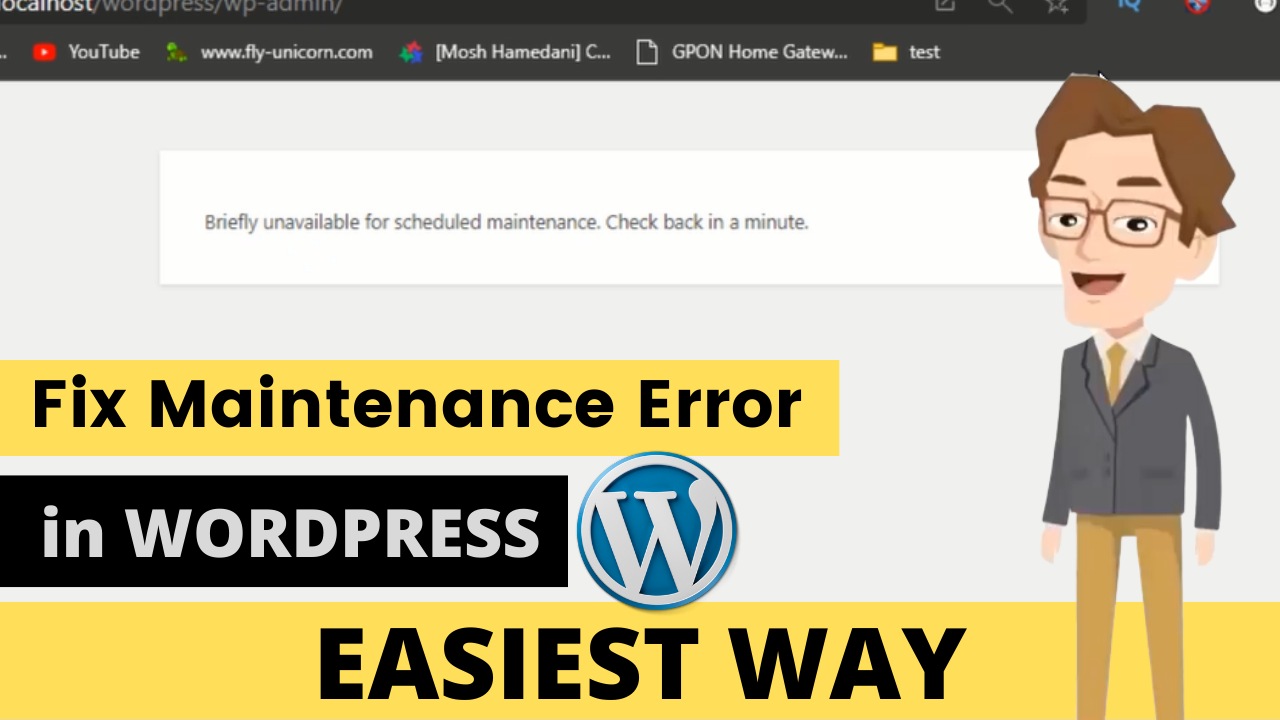 localhost/wordpress/wp-admin/
.. YouTube www.fly-unicorn.com [Mosh Hamedani] C... GPON Home Gatew... test
Briefly unavailable for scheduled maintenance. Check back in a minute.
Fix Maintenance Error
in WORDPRESS
W
EASIEST WAY